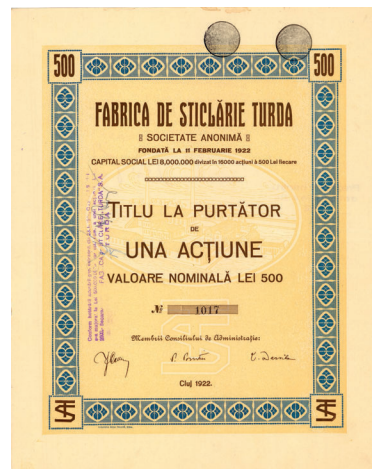 500
500
FABRICA DE STICLĂRIE TURDA
SOCIETATE ANONIMĂ
FONDATĂ LA 11 FEBRUARIE 1922
CAPITAL SOCIAL LEI 8,000.000 divizat în 16000 acțiuni à 500 Lei fiecare
TITLU LA PURTĂTOR
DE
UNA ACȚIUNE
VALOARE NOMINALĂ LEI 500
№ 1017
Membrii Consiliului de Administrație:
Cluj 1922.